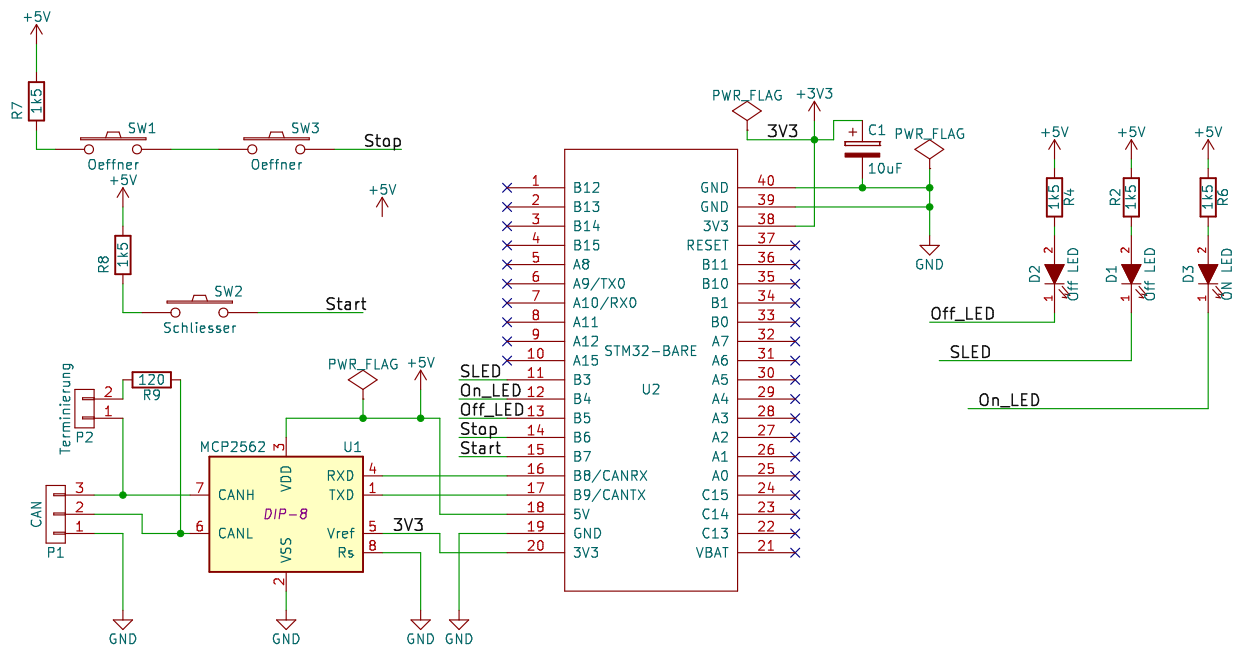 +5V
R7
1k5
SW1
Oeffner
SW3
Oeffner
Stop
+5V
+5V
R8
1k5
SW2
Schliesser
Start
PWR_FLAG
+5V
Terminierung
2
1
P2
120
R9
MCP2562
U1
3
VDD
7
CANH
6
CANL
DIP-8
RXD
4
TXD
1
Vref
5
3V3
Rs
8
VSS
2
CAN
3
2
1
P1
GND
GND
GND
GND
SLED
On_LED
Off_LED
Stop
Start
1 B12
2 B13
3 B14
4 B15
5 A8
6 A9/TX0
7 A10/RX0
8 A11
9 A12
10 A15
11 B3
12 B4
13 B5
14 B6
15 B7
16 B8/CANRX
17 B9/CANTX
18 5V
19 GND
20 3V3
STM32-BARE
U2
GND 40
GND 39
3V3 38
RESET 37
B11 36
B10 35
B1 34
B0 33
A7 32
A6 31
A5 30
A4 29
A3 28
A2 27
A1 26
A0 25
C15 24
C14 23
C13 22
VBAT 21
PWR_FLAG
+3V3
3V3
+
C1
10uF
PWR_FLAG
GND
+5V
1k5
R4
2
D2
Off LED
1
Off_LED
+5V
R2
1k5
2
D1
Off LED
1
SLED
+5V
1k5
R6
2
D3
ON LED
1
On_LED